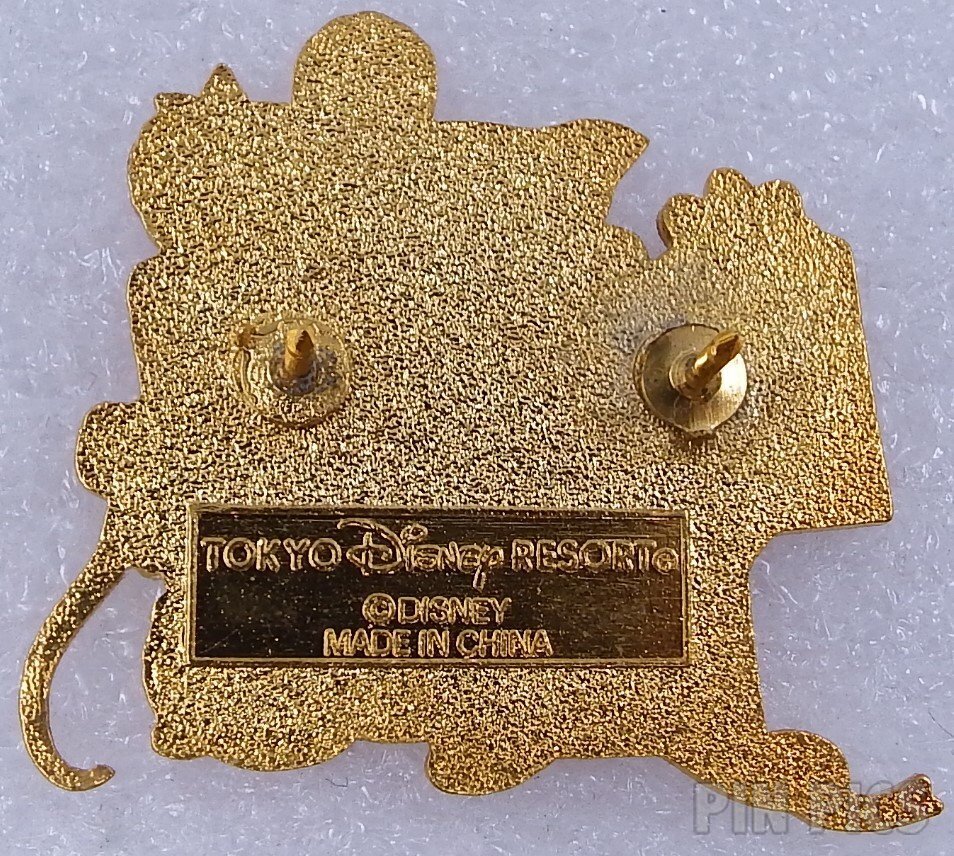 TOKYO Disney RESORT®
© DISNEY
MADE IN CHINA
PIN PICS